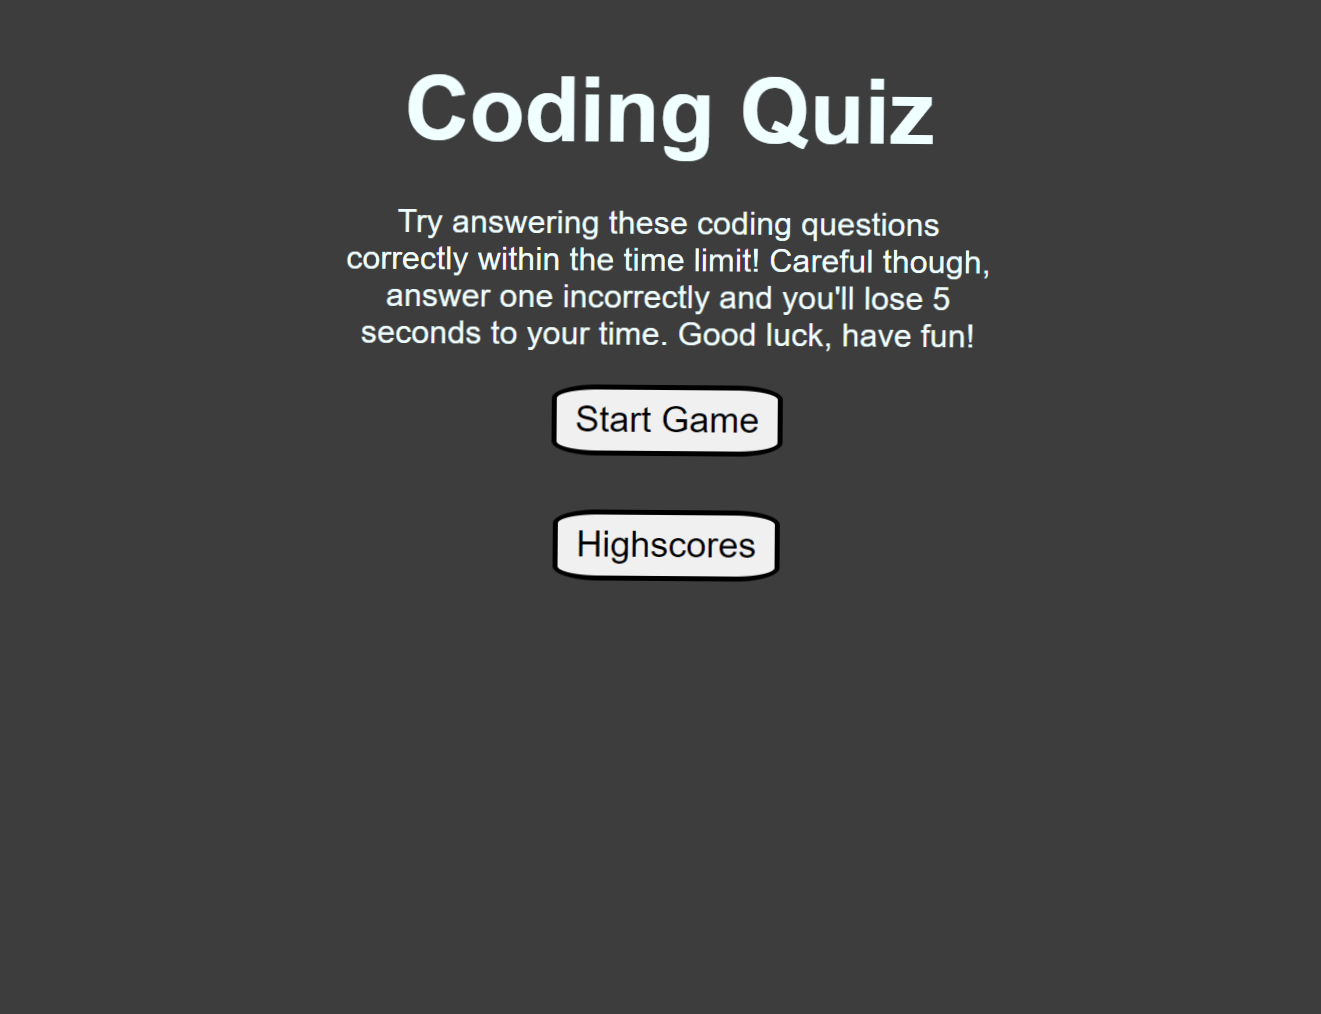 Coding Quiz
Try answering these coding questions
correctly within the time limit! Careful though,
answer one incorrectly and you'll lose 5
seconds to your time. Good luck, have fun!
Start Game
Highscores